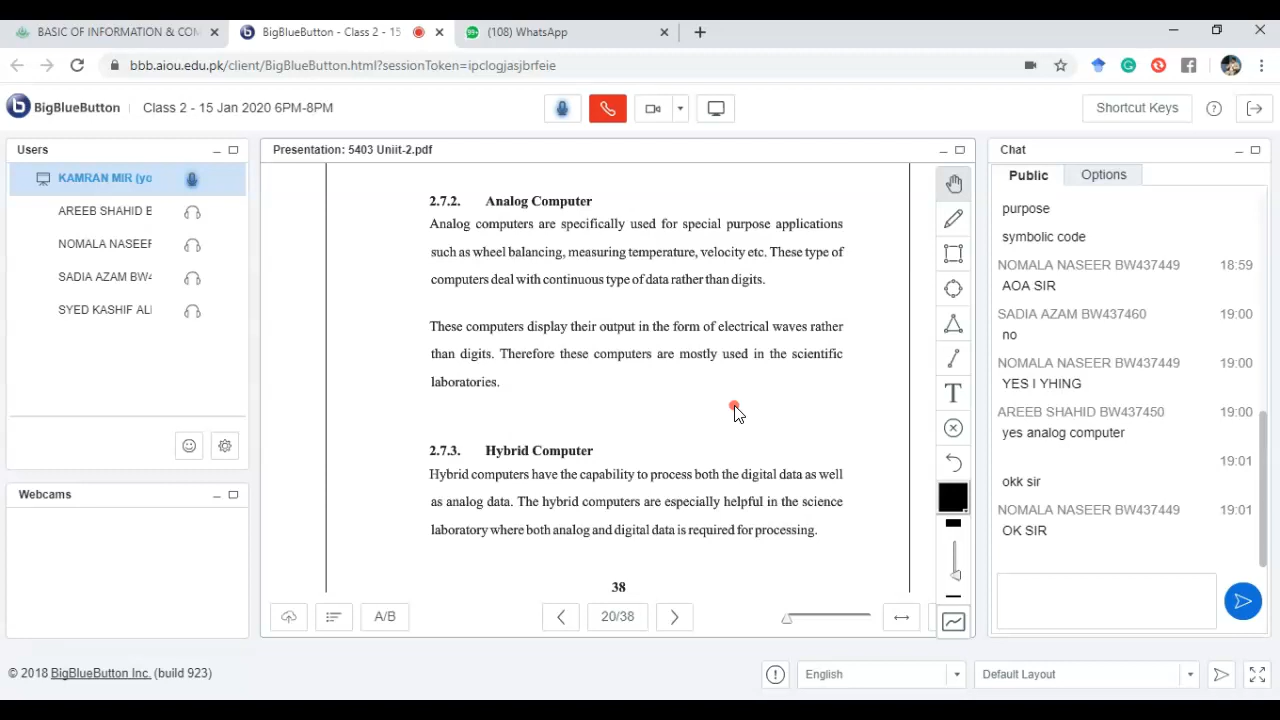 BASIC OF INFORMATION & COM
BigBlueButton - Class 2 - 15
99+
(108) WhatsApp
bbb.aiou.edu.pk/client/BigBlueButton.html?sessionToken=ipclogjasjbrfeie
b BigBlueButton
Class 2 - 15 Jan 2020 6PM-8PM
Shortcut Keys
Users
KAMRAN MIR (yo
AREEB SHAHID B
NOMALA NASEER
SADIA AZAM BW4
SYED KASHIF ALI
Webcams
Presentation: 5403 Uniit-2.pdf
2.7.2. Analog Computer
Analog computers are specifically used for special purpose applications
such as wheel balancing, measuring temperature, velocity etc. These type of
computers deal with continuous type of data rather than digits.
These computers display their output in the form of electrical waves rather
than digits. Therefore these computers are mostly used in the scientific
laboratories.
2.7.3. Hybrid Computer
Hybrid computers have the capability to process both the digital data as well
as analog data. The hybrid computers are especially helpful in the science
laboratory where both analog and digital data is required for processing.
38
A/B
20/38
T
Chat
Public
Options
purpose
symbolic code
NOMALA NASEER BW437449 18:59
AOA SIR
SADIA AZAM BW437460 19:00
no
NOMALA NASEER BW437449 19:00
YES I YHING
AREEB SHAHID BW437450 19:00
yes analog computer
19:01
okk sir
NOMALA NASEER BW437449 19:01
OK SIR
© 2018 BigBlueButton Inc. (build 923)
English
Default Layout